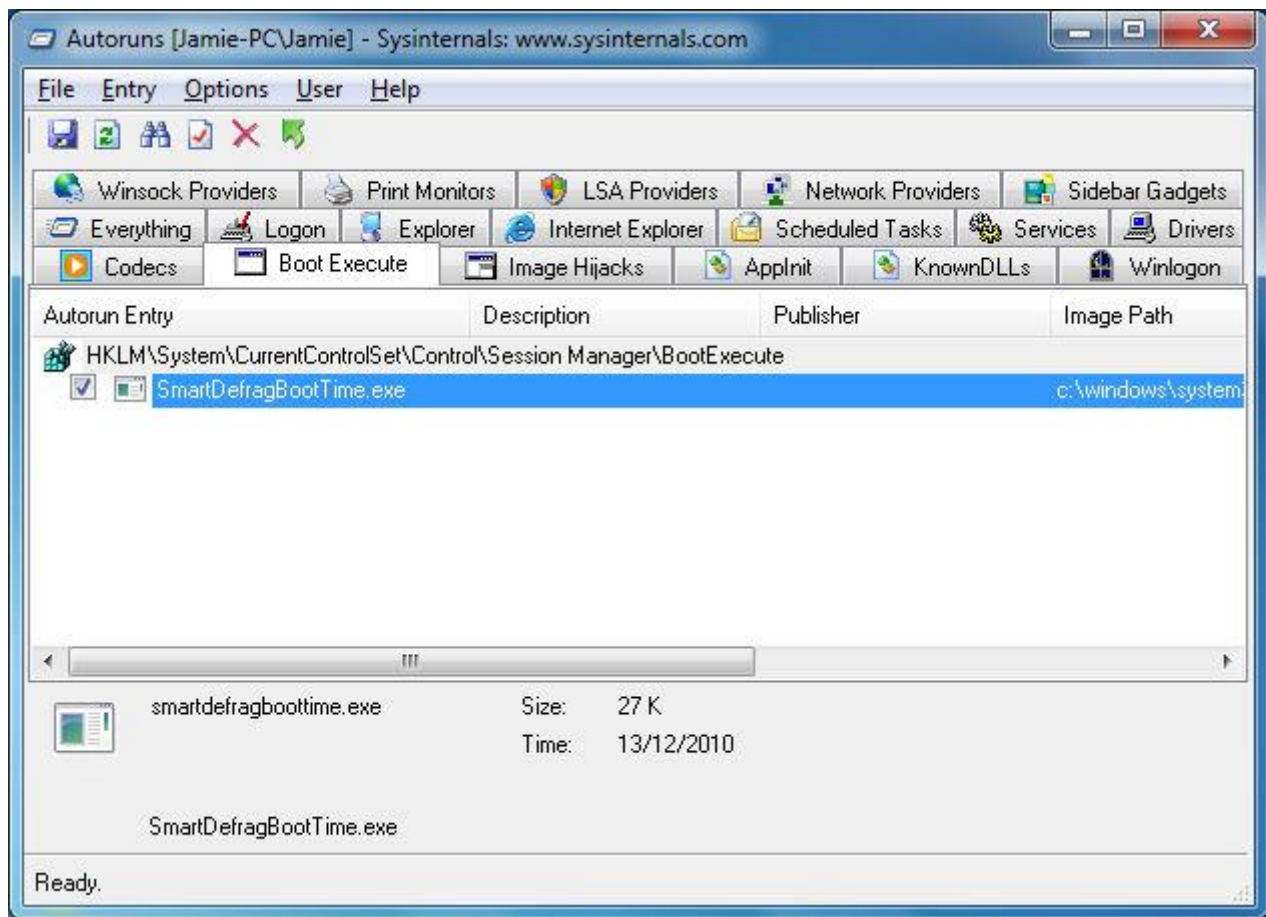 Autoruns [Jamie-PC\Jamie] - Sysinternals: www.sysinternals.com
File Entry Options User Help
Winsock Providers Print Monitors LSA Providers Network Providers Sidebar Gadgets
Everything Logon Explorer Internet Explorer Scheduled Tasks Services Drivers
Codecs Boot Execute Image Hijacks AppInit KnownDLLs Winlogon
Autorun Entry Description Publisher Image Path
HKLM\System\CurrentControlSet\Control\Session Manager\BootExecute
SmartDefragBootTime.exe c:\windows\system
smartdefragboottime.exe Size: 27 K
Time: 13/12/2010
SmartDefragBootTime.exe
Ready.